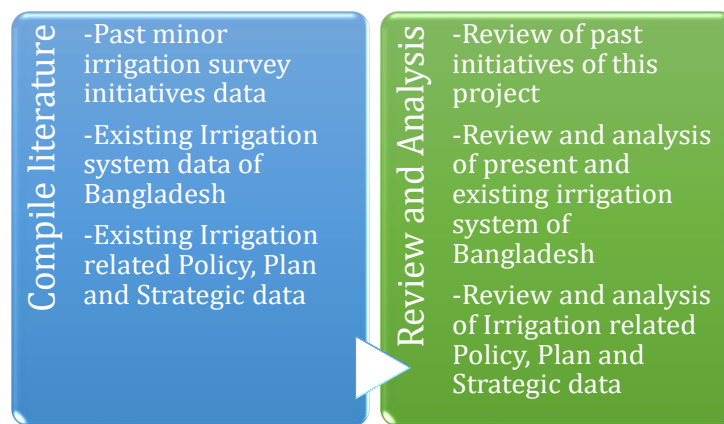 Compile literature
-Past minor
irrigation survey
initiatives data
-Existing Irrigation
system data of
Bangladesh
-Existing Irrigation
related Policy, Plan
and Strategic data
Review and Analysis
-Review of past
initiatives of this
project
-Review and analysis
of present and
existing irrigation
system of
Bangladesh
-Review and analysis
of Irrigation related
Policy, Plan and
Strategic data